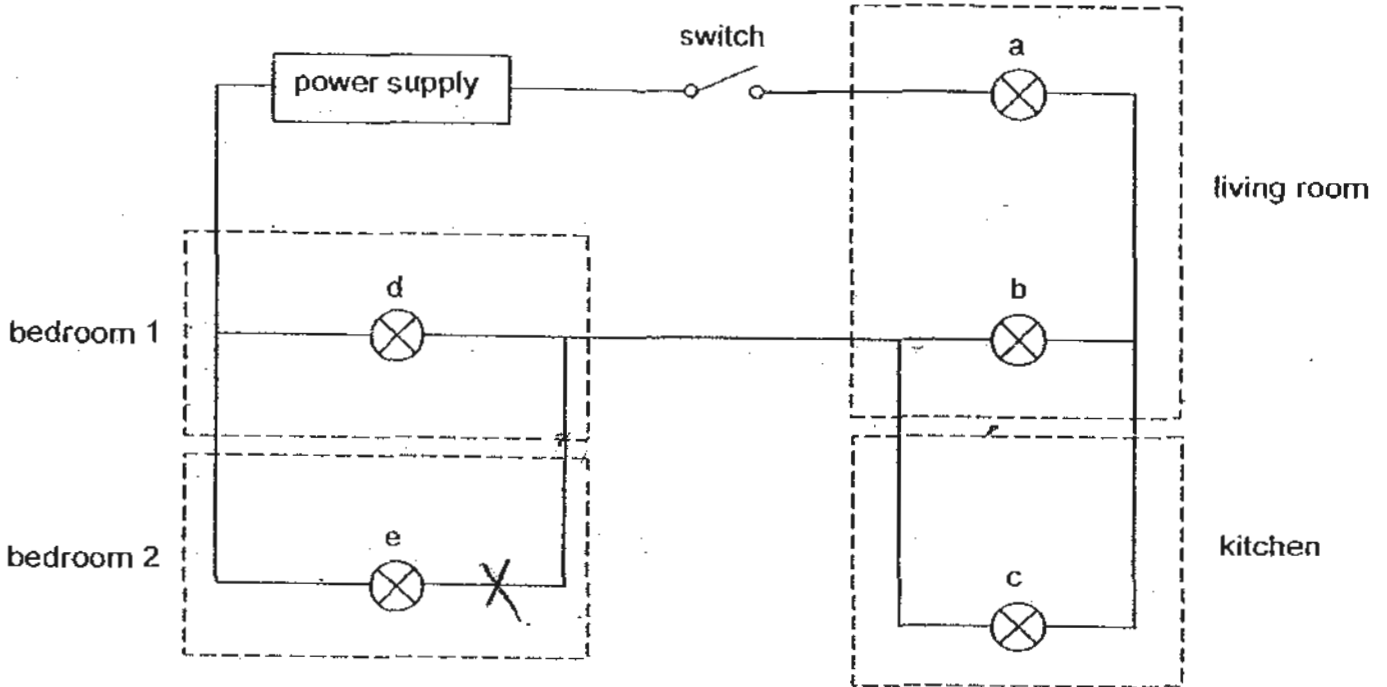 switch
a
power supply
living room
d
b
bedroom 1
bedroom 2
e
kitchen
c